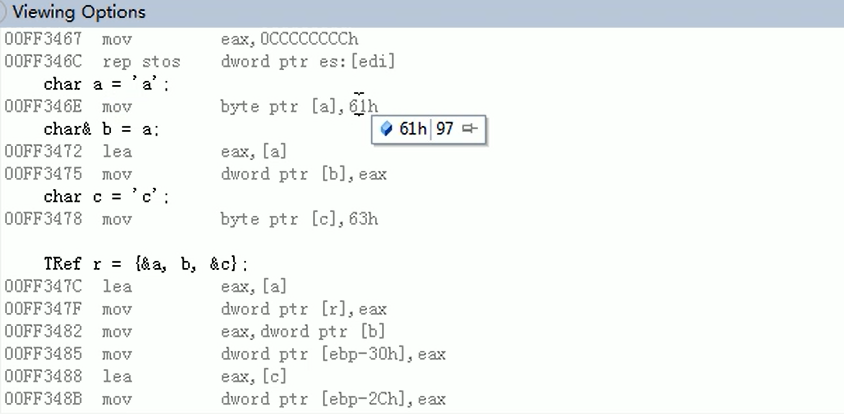 Viewing Options
00FF3467 mov eax,0CCCCCCCCh
00FF346C rep stos dword ptr es:[edi]
char a = 'a';
00FF346E mov byte ptr [a],61h
61h 97
char& b = a;
00FF3472 lea eax,[a]
00FF3475 mov dword ptr [b],eax
char c = 'c';
00FF3478 mov byte ptr [c],63h
TRef r = {&a, b, &c};
00FF347C lea eax,[a]
00FF347F mov dword ptr [r],eax
00FF3482 mov eax,dword ptr [b]
00FF3485 mov dword ptr [ebp-30h],eax
00FF3488 lea eax,[c]
00FF348B mov dword ptr [ebp-2Ch],eax